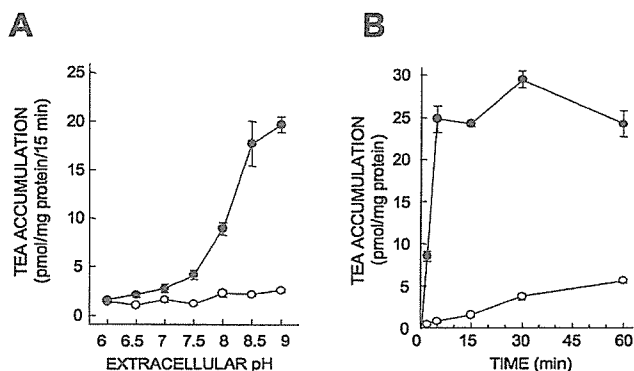 A
TEA ACCUMULATION
(pmol/mg protein/15 min)
25
20
15
10
5
0
6 6.5 7 7.5 8 8.5 9
EXTRACELLULAR pH
B
TEA ACCUMULATION
(pmol/mg protein)
30
25
20
15
10
5
0
0 15 30 45 60
TIME (min)